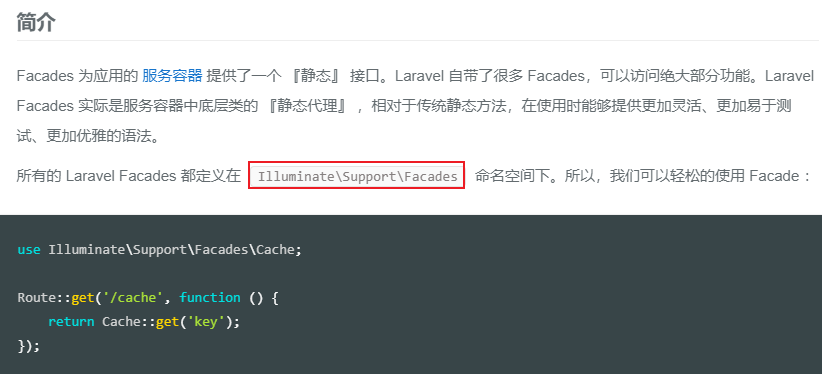 简介
Facades 为应用的 服务容器 提供了一个 『静态』 接口。Laravel 自带了很多 Facades，可以访问绝大部分功能。Laravel
Facades 实际是服务容器中底层类的 『静态代理』 ，相对于传统静态方法，在使用时能够提供更加灵活、更加易于测
试、更加优雅的语法。
所有的 Laravel Facades 都定义在 Illuminate\Support\Facades 命名空间下。所以，我们可以轻松的使用 Facade ：
use Illuminate\Support\Facades\Cache;
Route::get('/cache', function () {
    return Cache::get('key');
});